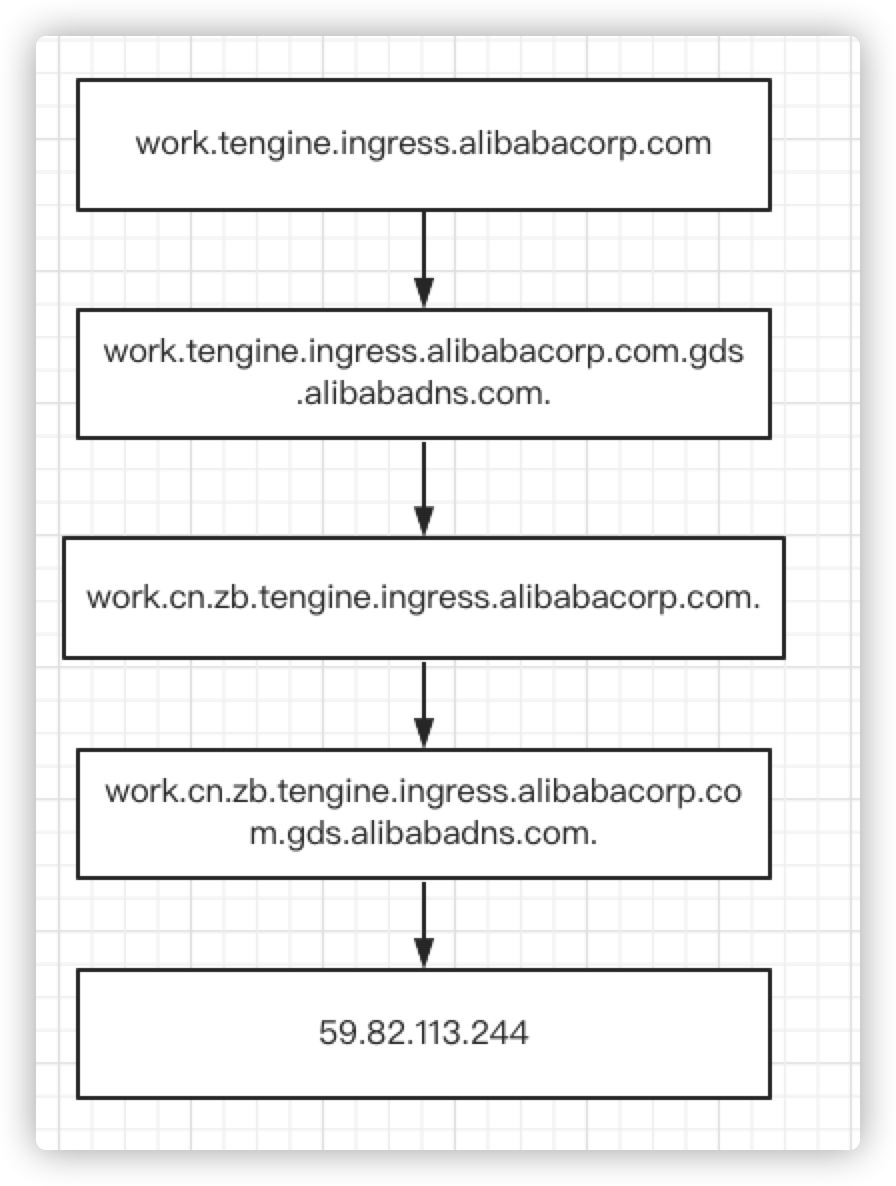 work.tengine.ingress.alibabacorp.com
work.tengine.ingress.alibabacorp.com.gds
.alibabadns.com.
work.cn.zb.tengine.ingress.alibabacorp.com.
work.cn.zb.tengine.ingress.alibabacorp.co
m.gds.alibabadns.com.
59.82.113.244